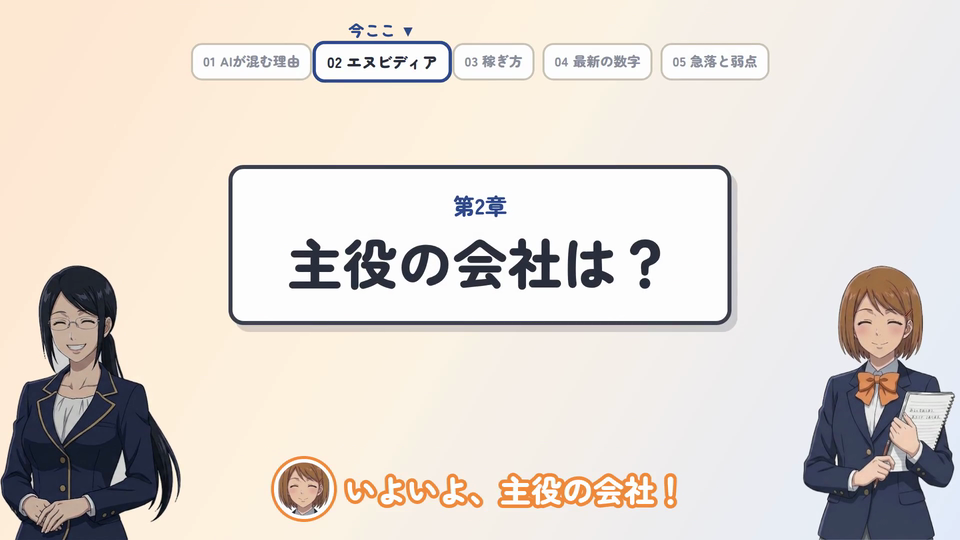 今ここ ▼
01 AIが混む理由
02 エヌビディア
03 稼ぎ方
04 最新の数字
05 急落と弱点
第2章
主役の会社は？
いよいよ、主役の会社！